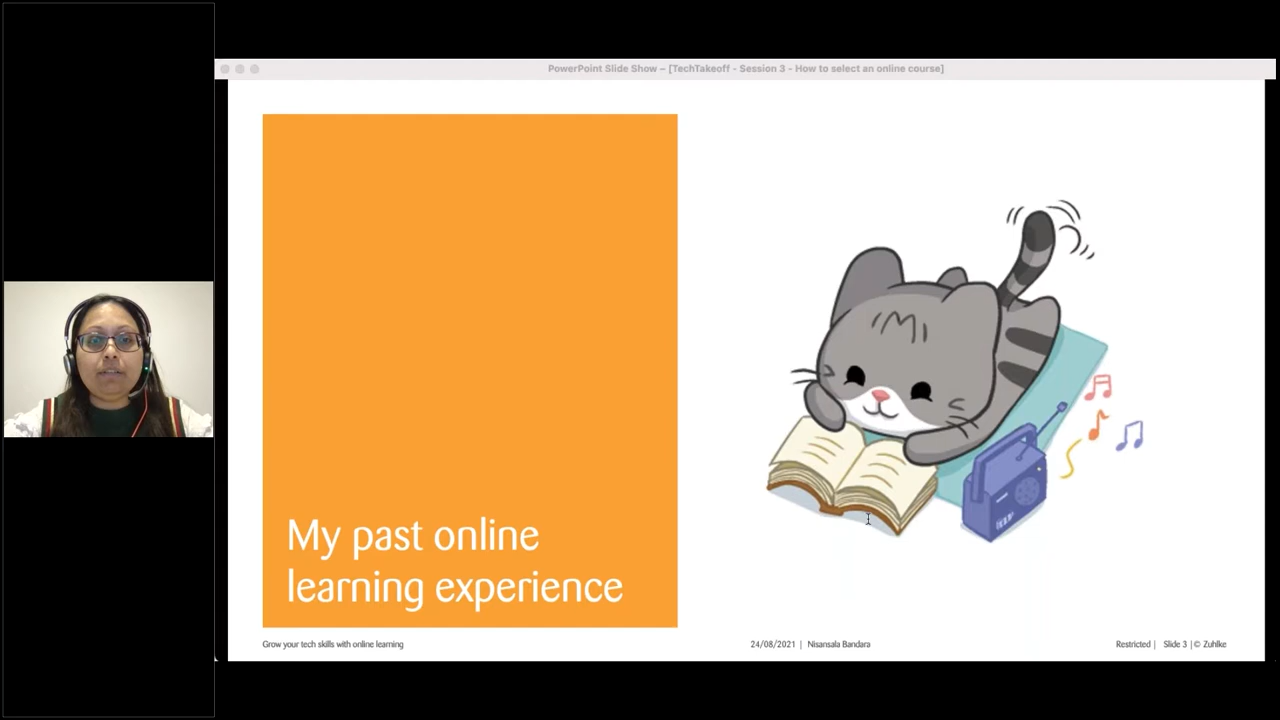 PowerPoint Slide Show – [TechTakeoff - Session 3 - How to select an online course]
My past online
learning experience
Grow your tech skills with online learning
24/08/2021 | Nisansala Bandara
Restricted | Slide 3 | © Zuhlke